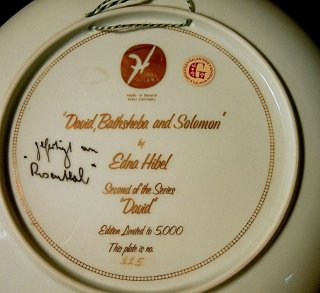 Made in Bavaria
West Germany
"David, Bathsheba and Solomon"
by
Edna Hibel
Second of the Series
"David"
Edition Limited to 5,000
This plate is no.
115
"gefertigt von
Rosenthal"